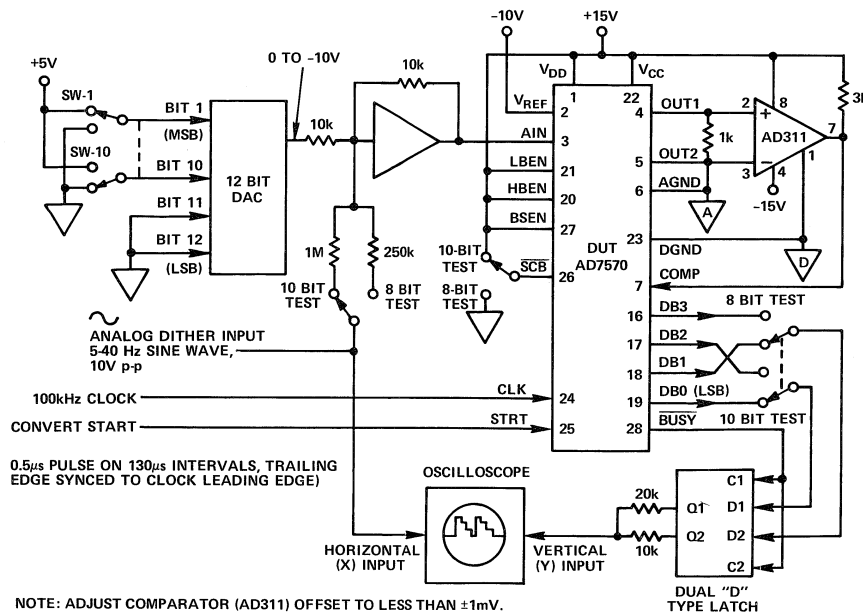 –10V
+15V
+5V
0 TO –10V
10k
SW-1
BIT 1
(MSB)
10k
SW-10
BIT 10
12 BIT
DAC
BIT 11
BIT 12
(LSB)
1M
250k
10 BIT
TEST
8 BIT
TEST
ANALOG DITHER INPUT
5-40 Hz SINE WAVE,
10V p-p
100kHz CLOCK
CONVERT START
0.5μs PULSE ON 130μs INTERVALS, TRAILING
EDGE SYNCED TO CLOCK LEADING EDGE)
VDD
1
VCC
22
VREF
2
AIN
3
LBEN
21
HBEN
20
BSEN
27
10-BIT
TEST
SCB
26
8-BIT
TEST
CLK
24
STRT
25
DUT
AD7570
4
OUT1
5
OUT2
6
AGND
A
1k
2
+
8
AD311
7
1
–
3
4
–15V
23
DGND
D
COMP
7
16
DB3
8 BIT TEST
17
DB2
18
DB1
19
DB0 (LSB)
10 BIT TEST
28
BUSY
OSCILLOSCOPE
HORIZONTAL
(X) INPUT
VERTICAL
(Y) INPUT
20k
10k
Q1
Q2
C1
D1
D2
C2
DUAL "D"
TYPE LATCH
NOTE: ADJUST COMPARATOR (AD311) OFFSET TO LESS THAN ±1mV.